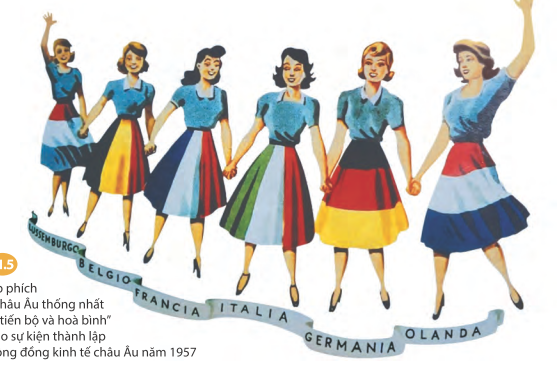 LUSSEMBURGO
BELGIO
FRANCIA
ITALIA
GERMANIA
OLANDA
.5
phích
hâu Âu thống nhất
tiến bộ và hoà bình”
o sự kiện thành lập
ng đồng kinh tế châu Âu năm 1957